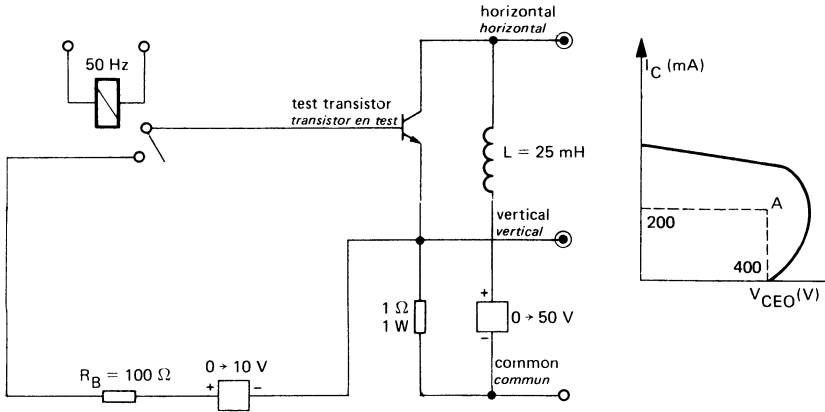 horizontal
horizontal
50 Hz
I_C (mA)
test transistor
transistor en test
L = 25 mH
A
200
vertical
vertical
400
V_CEO (V)
1 Ω
1 W
+
0→50 V
−
common
commun
R_B = 100 Ω
0→10 V
+ −